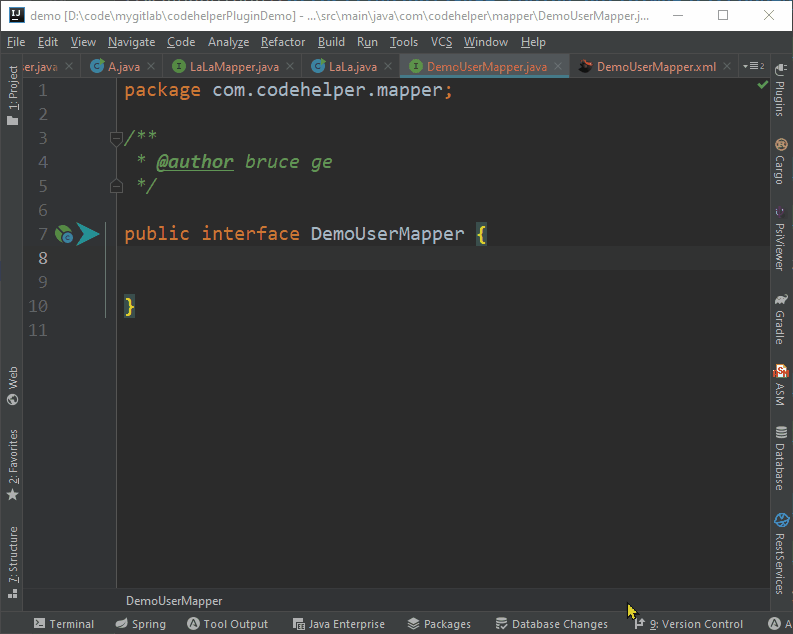 demo [D:\code\mygitlab\codehelperPluginDemo] - ...\src\main\java\com\codehelper\mapper\DemoUserMapper.j...
File Edit View Navigate Code Analyze Refactor Build Run Tools VCS Window Help
er.java A.java LaLaMapper.java LaLa.java DemoUserMapper.java DemoUserMapper.xml 2
1 package com.codehelper.mapper;
2
3 /**
4 * @author bruce ge
5 */
6
7 public interface DemoUserMapper {
8
9
10 }
11
1: Project
Web
2: Favorites
7: Structure
Plugins
Cargo
PsiViewer
Gradle
ASM
Database
RestServices
DemoUserMapper
Terminal Spring Tool Output Java Enterprise Packages Database Changes 9: Version Control A